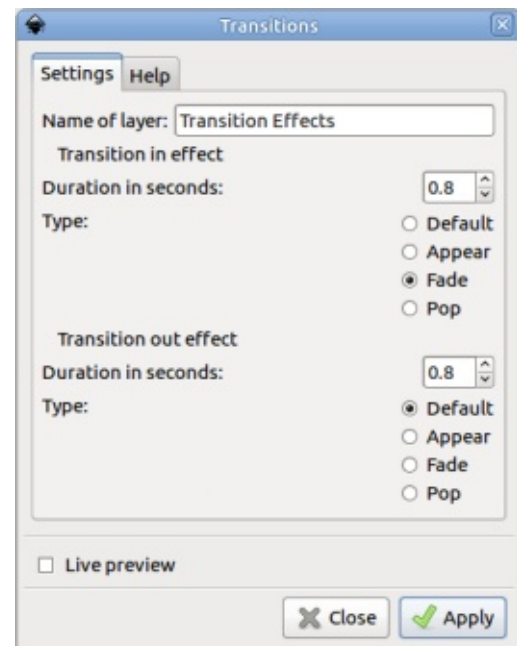 Transitions
Settings Help
Name of layer: Transition Effects
Transition in effect
Duration in seconds: 0.8
Type: Default
Appear
Fade
Pop
Transition out effect
Duration in seconds: 0.8
Type: Default
Appear
Fade
Pop
Live preview
Close Apply